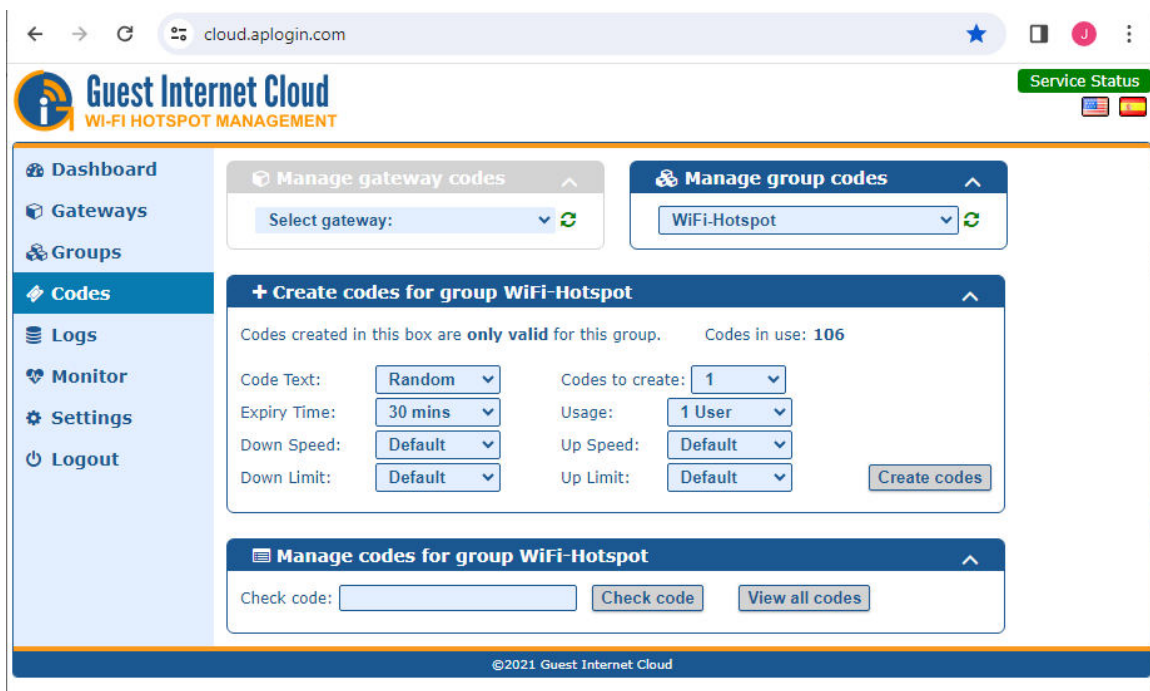 cloud.aplogin.com
J
Guest Internet Cloud
WI-FI HOTSPOT MANAGEMENT
Service Status
Dashboard
Gateways
Groups
Codes
Logs
Monitor
Settings
Logout
Manage gateway codes
Select gateway:
Manage group codes
WiFi-Hotspot
+ Create codes for group WiFi-Hotspot
Codes created in this box are only valid for this group. Codes in use: 106
Code Text: Random Codes to create: 1
Expiry Time: 30 mins Usage: 1 User
Down Speed: Default Up Speed: Default
Down Limit: Default Up Limit: Default Create codes
Manage codes for group WiFi-Hotspot
Check code: Check code View all codes
©2021 Guest Internet Cloud